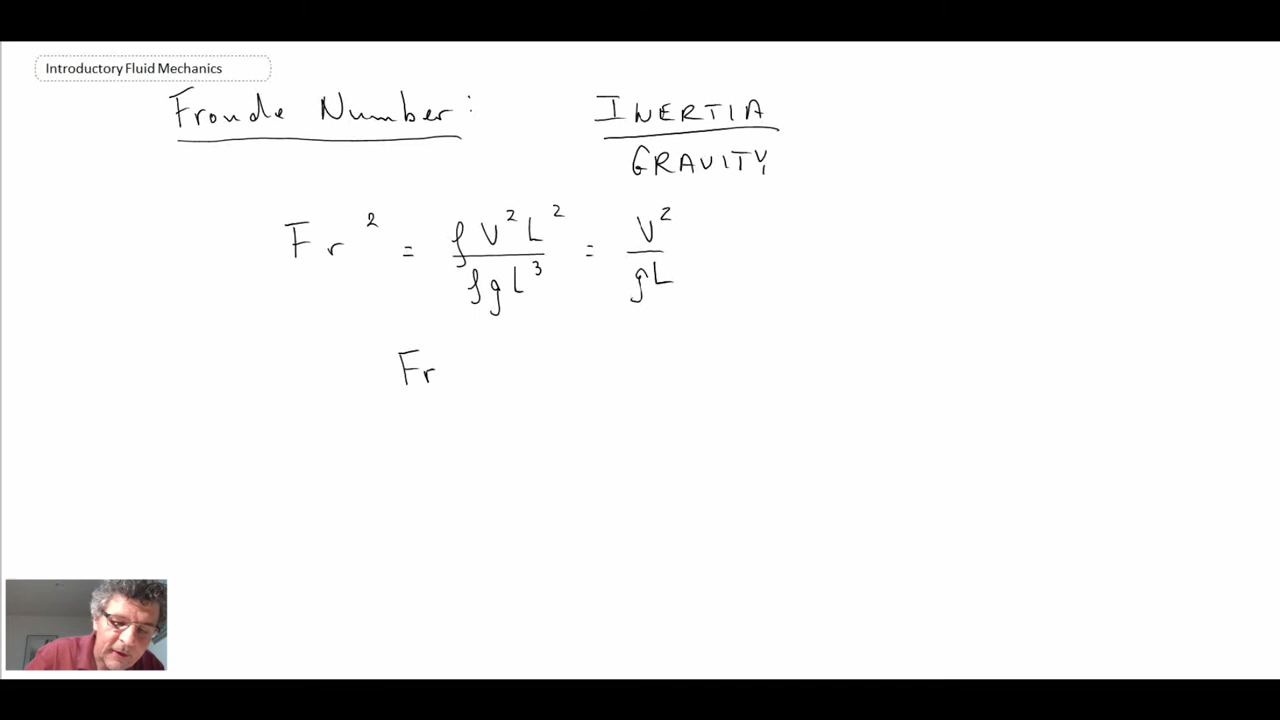 Introductory Fluid Mechanics
Froude Number: INERTIA / GRAVITY
Fr² = ρV²L² / ρgL³ = V² / gL
Fr